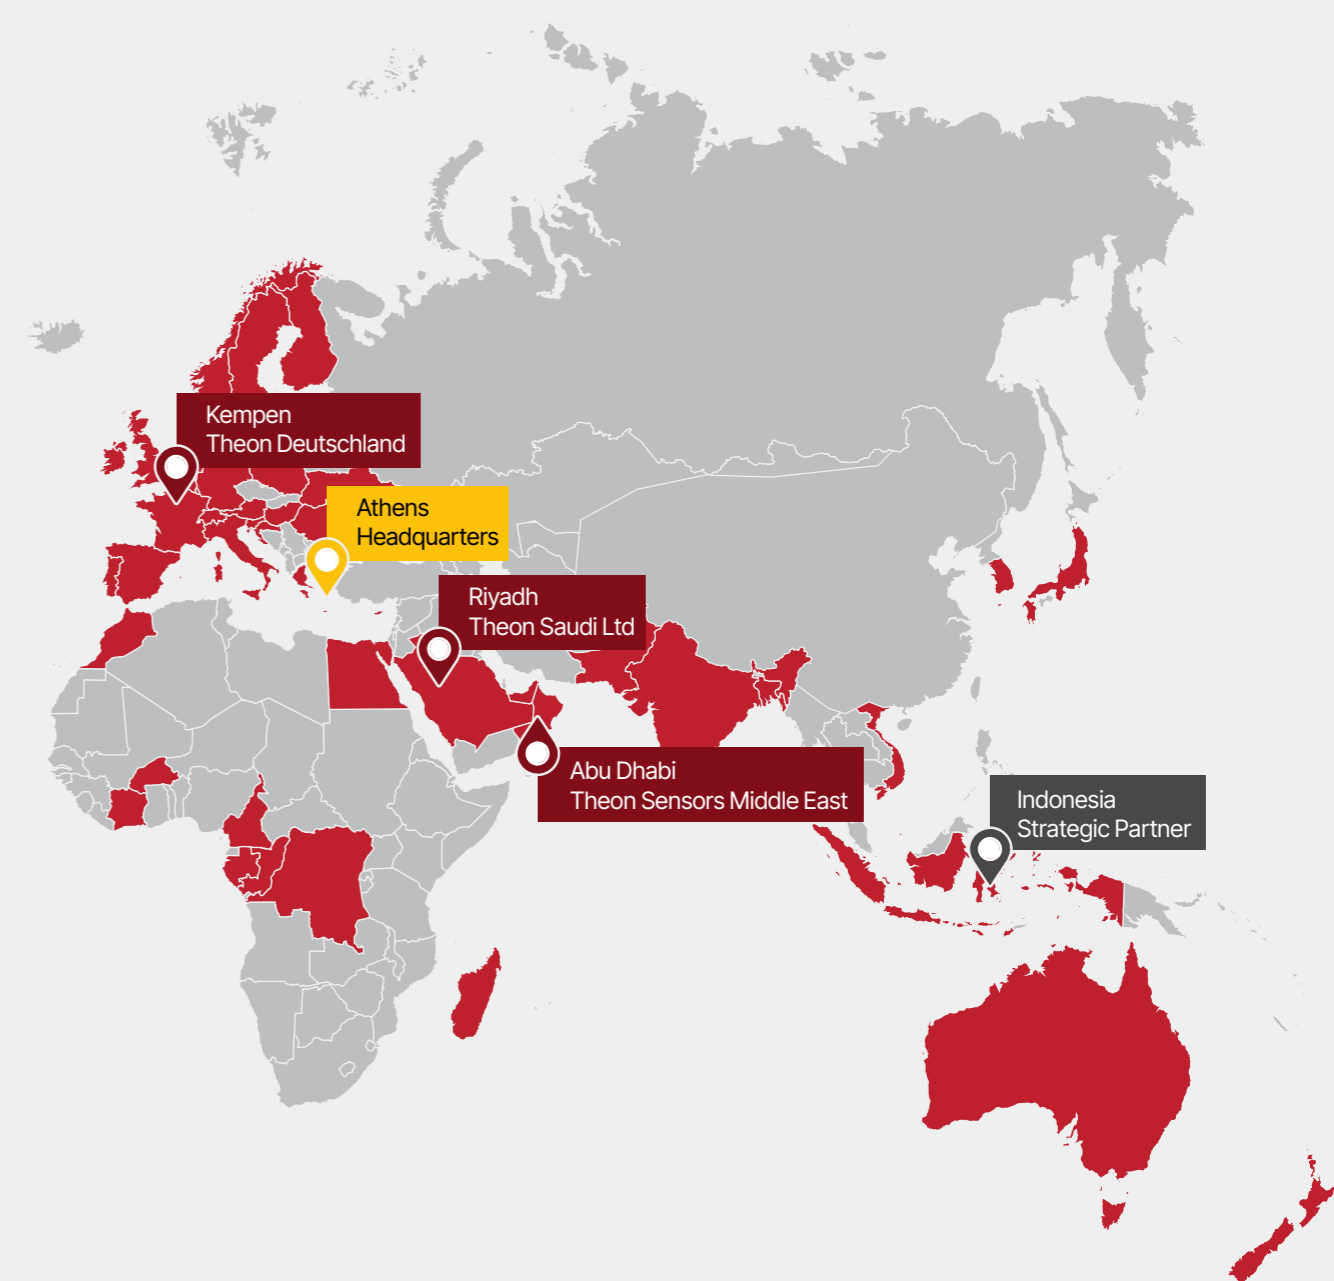 Kempen
Theon Deutschland
Athens
Headquarters
Riyadh
Theon Saudi Ltd
Abu Dhabi
Theon Sensors Middle East
Indonesia
Strategic Partner